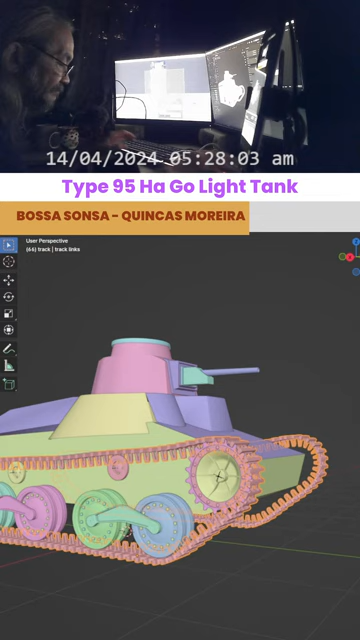 14/04/2024 05:28:03 am
Type 95 Ha Go Light Tank
BOSSA SONSA - QUINCAS MOREIRA
User Perspective
(66) track | track links